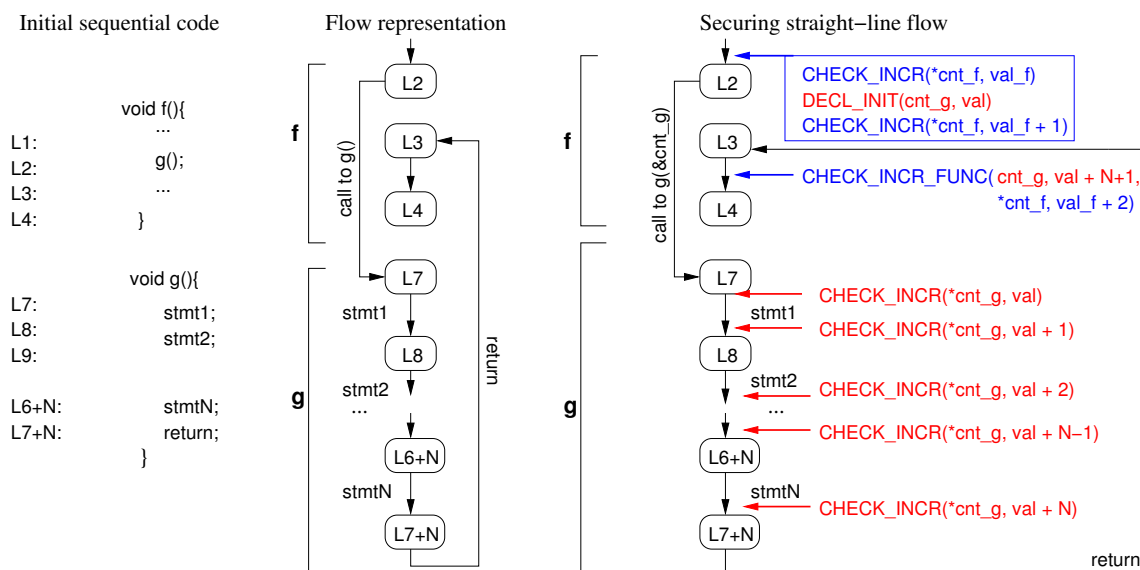 Initial sequential code
void f(){
L1: ...
L2: g();
L3: ...
L4: }
void g(){
L7: stmt1;
L8: stmt2;
L9:
L6+N: stmtN;
L7+N: return;
}
Flow representation
f
L2
call to g()
L3
L4
g
L7
stmt1
L8
stmt2
...
L6+N
stmtN
L7+N
return
Securing straight−line flow
f
L2
CHECK_INCR(*cnt_f, val_f)
DECL_INIT(cnt_g, val)
CHECK_INCR(*cnt_f, val_f + 1)
call to g(&cnt_g)
L3
CHECK_INCR_FUNC(cnt_g, val + N+1,
*cnt_f, val_f + 2)
L4
g
L7
CHECK_INCR(*cnt_g, val)
stmt1
CHECK_INCR(*cnt_g, val + 1)
L8
stmt2
CHECK_INCR(*cnt_g, val + 2)
...
CHECK_INCR(*cnt_g, val + N−1)
L6+N
stmtN
CHECK_INCR(*cnt_g, val + N)
L7+N
return